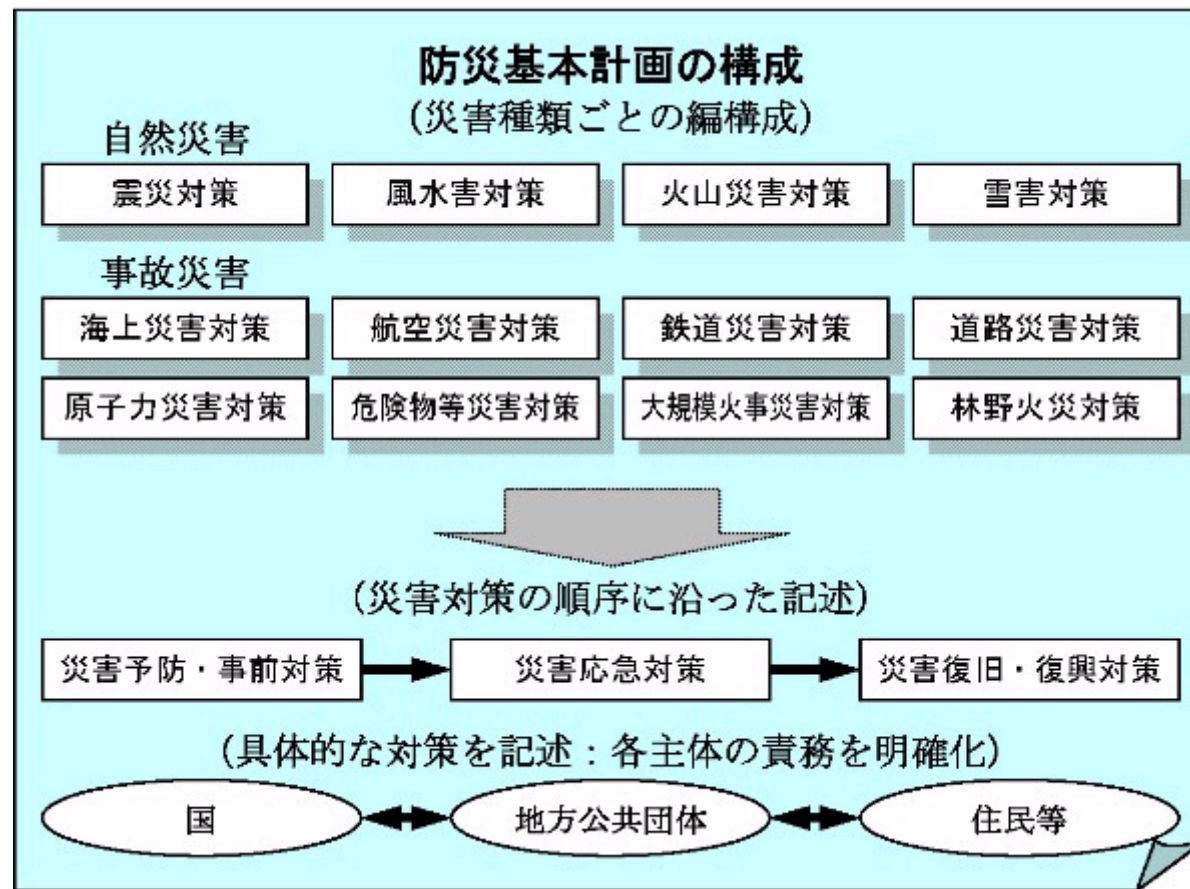 防災基本計画の構成
(災害種類ごとの編構成)
自然災害
震災対策 風水害対策 火山災害対策 雪害対策
事故災害
海上災害対策 航空災害対策 鉄道災害対策 道路災害対策
原子力災害対策 危険物等災害対策 大規模火事災害対策 林野火災対策
(災害対策の順序に沿った記述)
災害予防・事前対策 災害応急対策 災害復旧・復興対策
(具体的な対策を記述：各主体の責務を明確化)
国 地方公共団体 住民等